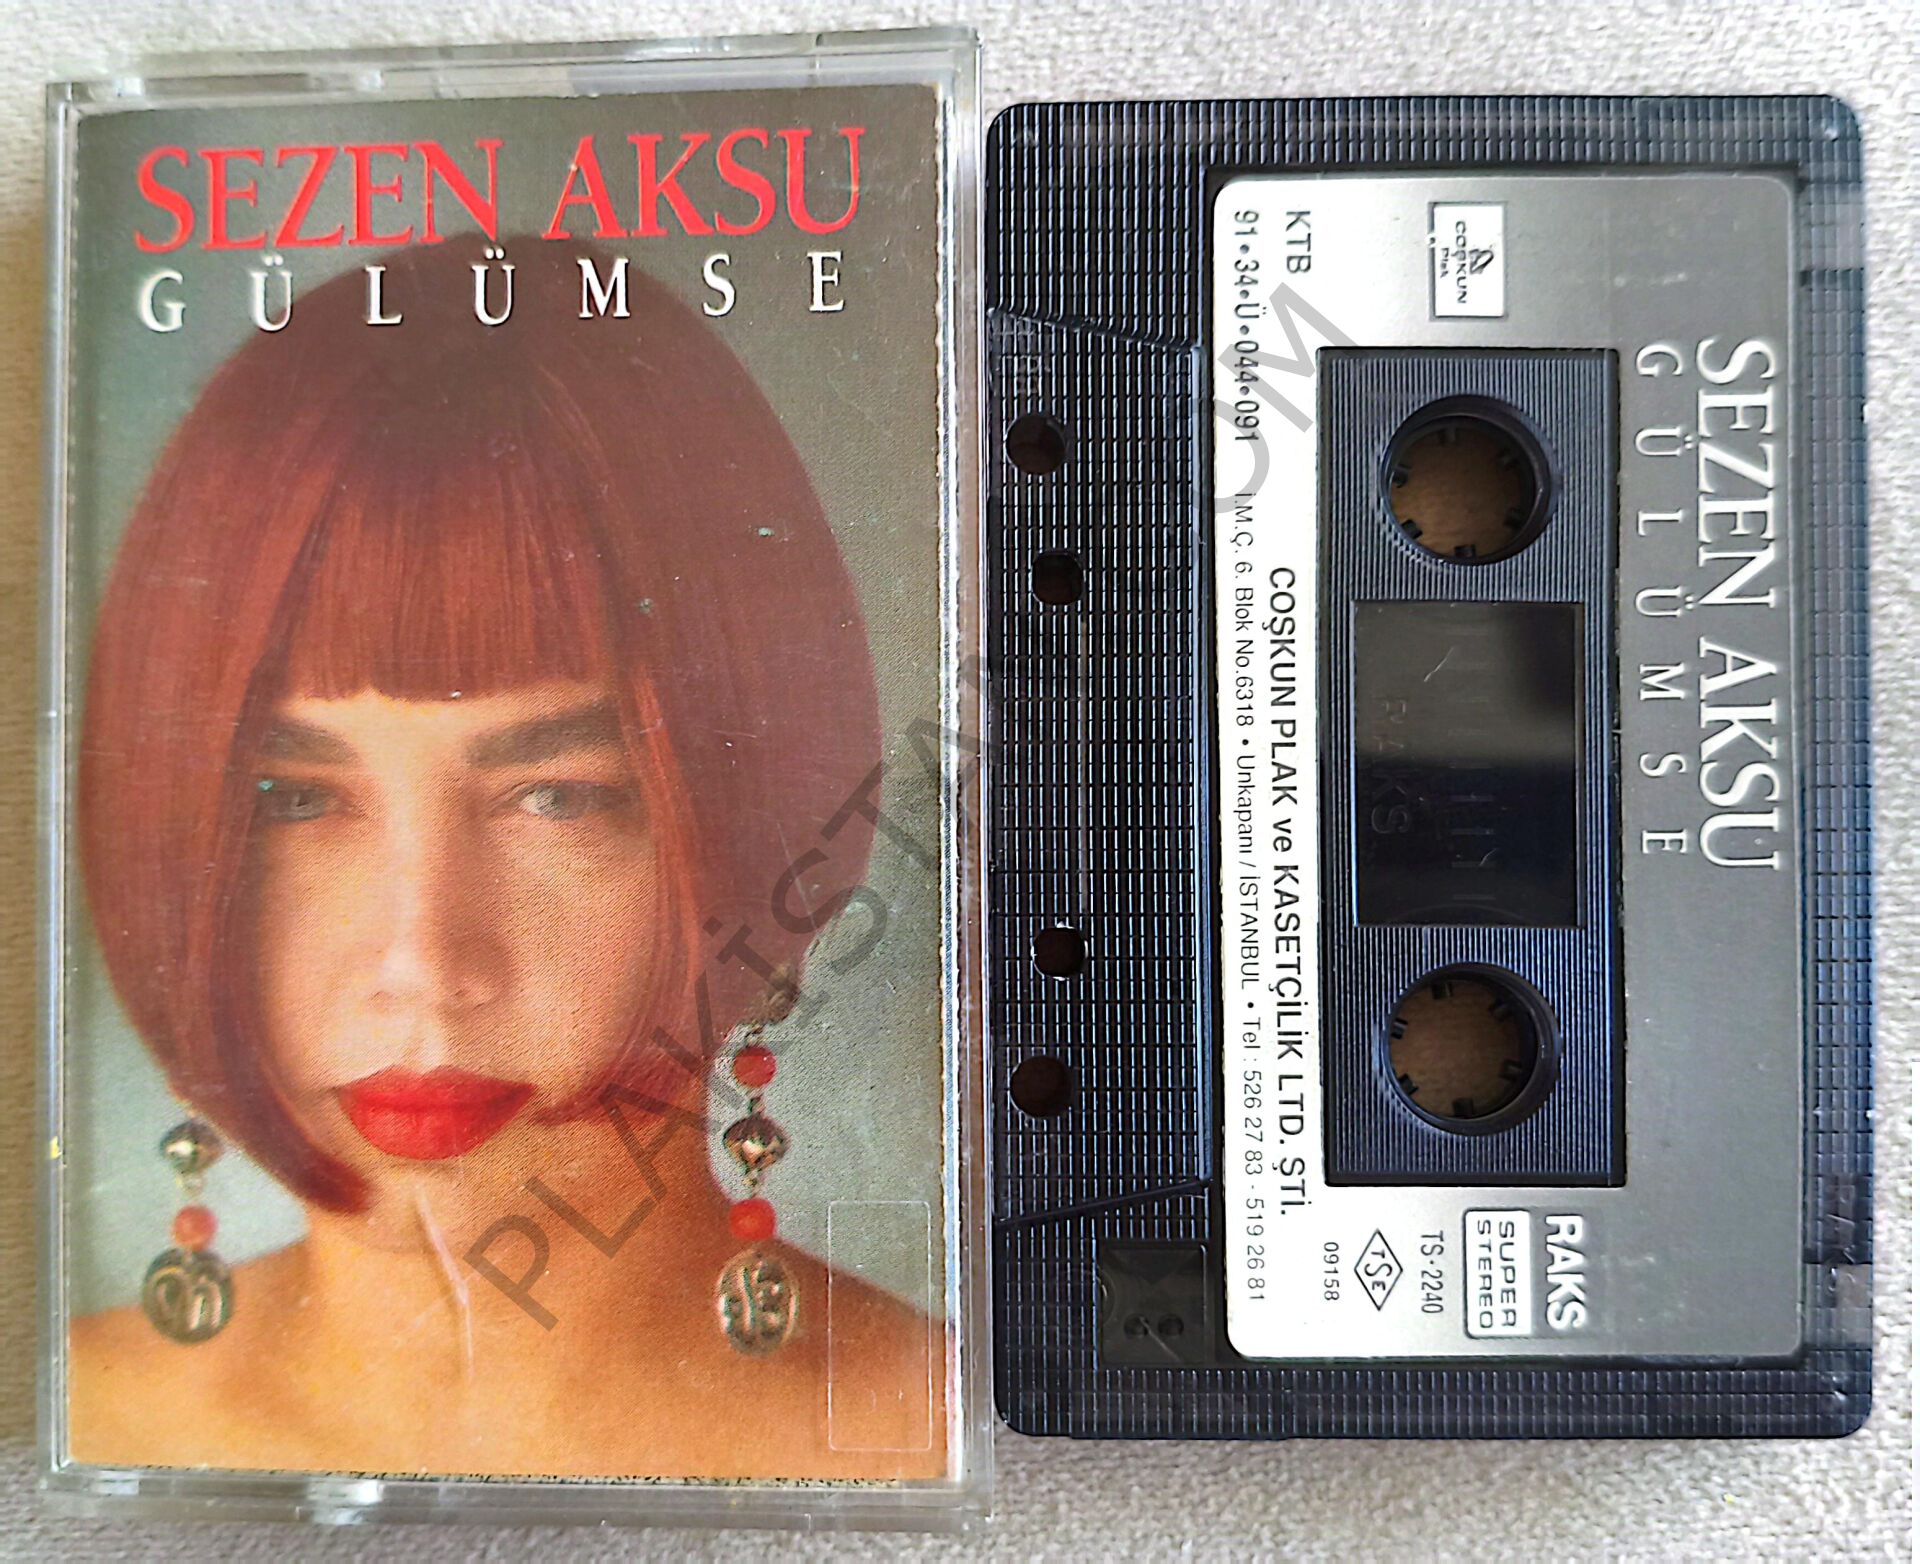 SEZEN AKSU
GÜLÜMSE
SEZEN AKSU
GÜLÜMSE
COŞKUN
Plak
KTB
91•34•Ü•044•091
COŞKUN PLAK ve KASETÇİLİK LTD. ŞTİ.
İ.M.Ç. 6. Blok No.6318 • Unkapanı / İSTANBUL • Tel : 526 27 83 - 519 26 81
RAKS
SUPER
STEREO
TS•2240
TSE
09158
RAKS